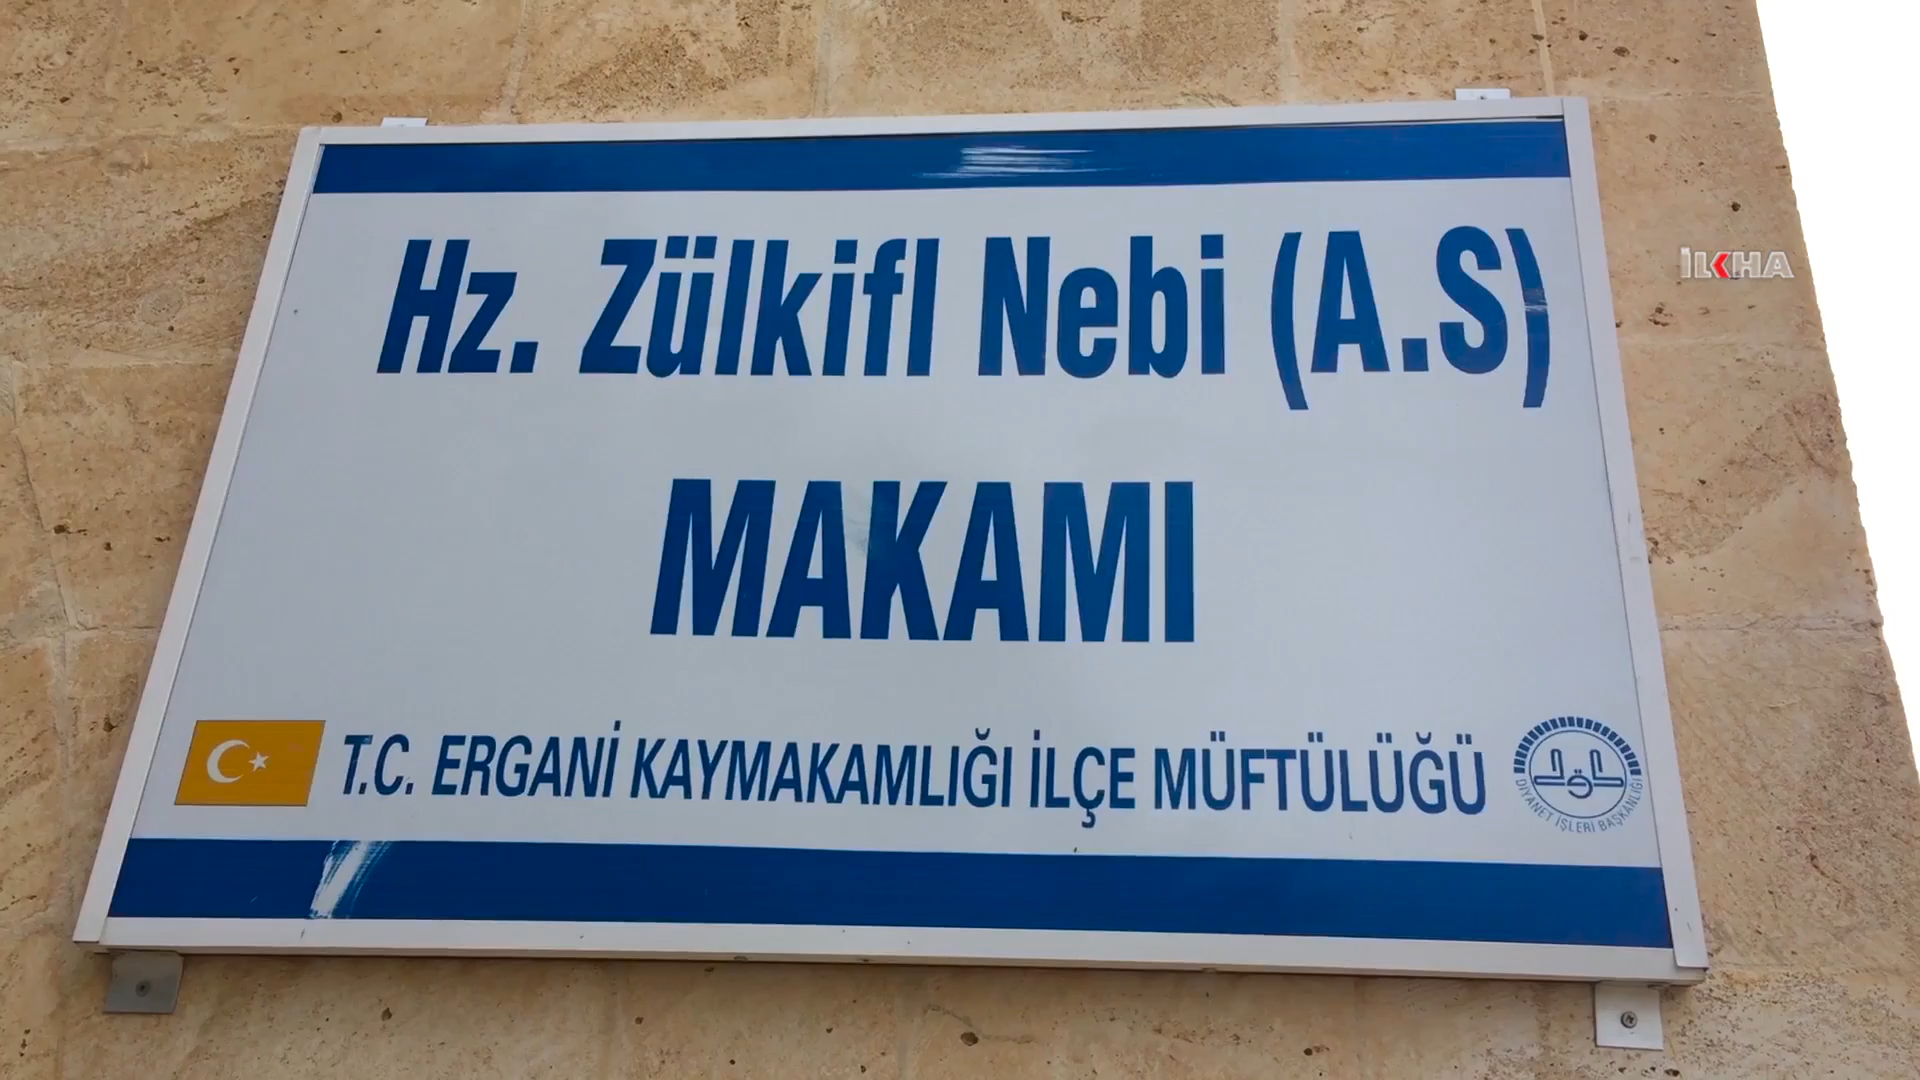 Hz. Zülkifl Nebi (A.S)
MAKAMI
T.C. ERGANİ KAYMAKAMLIĞI İLÇE MÜFTÜLÜĞÜ
DİYANET İŞLERİ BAŞKANLIĞI
İLKHA